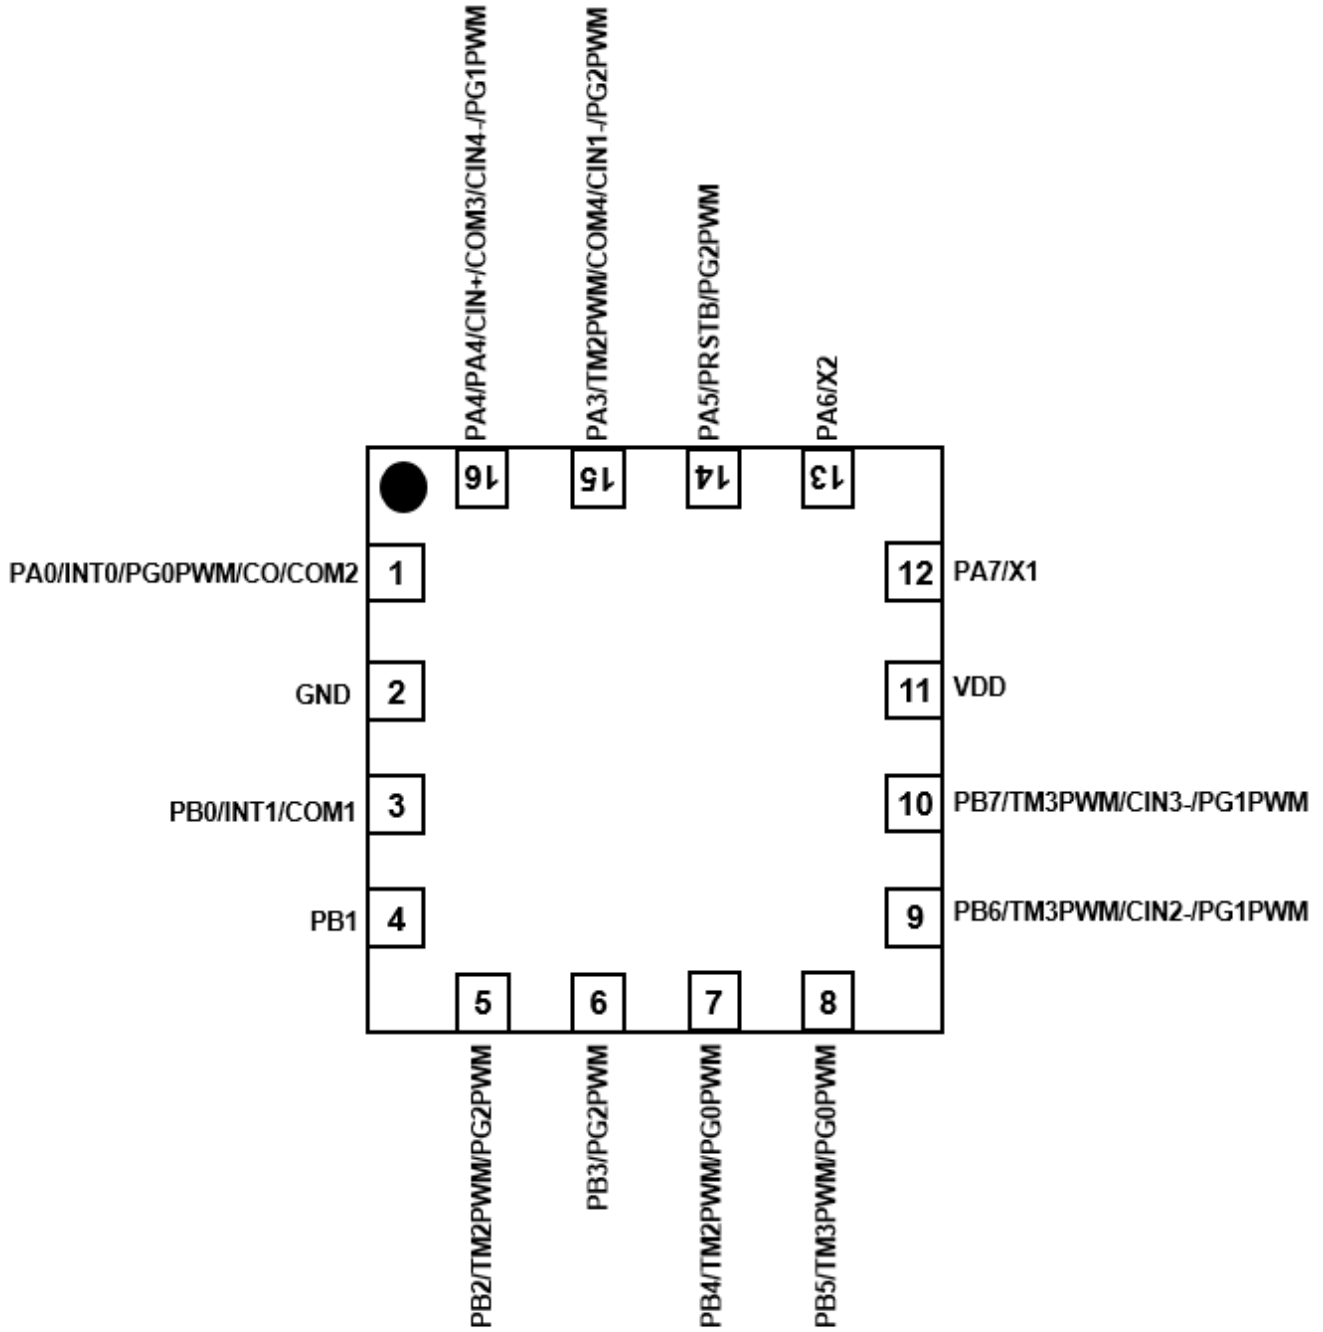 PA4/PA4/CIN+/COM3/CIN4-/PG1PWM
PA3/TM2PWM/COM4/CIN1-/PG2PWM
PA5/PRSTB/PG2PWM
PA6/X2
16
15
14
13
PA0/INT0/PG0PWM/CO/COM2 1
12 PA7/X1
GND 2
11 VDD
PB0/INT1/COM1 3
10 PB7/TM3PWM/CIN3-/PG1PWM
PB1 4
9 PB6/TM3PWM/CIN2-/PG1PWM
5
6
7
8
PB2/TM2PWM/PG2PWM
PB3/PG2PWM
PB4/TM2PWM/PG0PWM
PB5/TM3PWM/PG0PWM